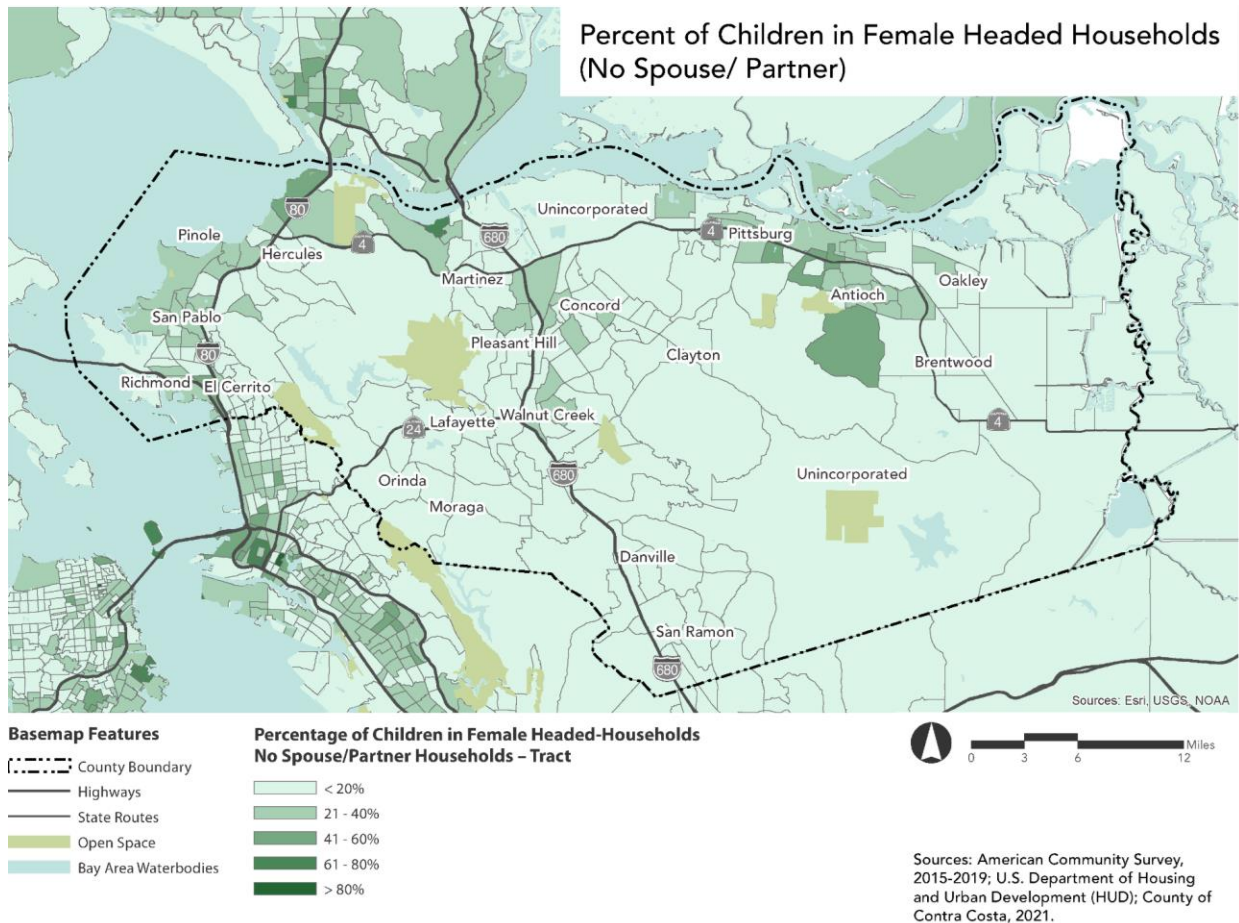 Percent of Children in Female Headed Households
(No Spouse/ Partner)
80
Unincorporated
Pinole
4
680
4
Pittsburg
Hercules
Martinez
Oakley
Antioch
San Pablo
Concord
80
Pleasant Hill
Clayton
Brentwood
Richmond
El Cerrito
Walnut Creek
24
Lafayette
4
Orinda
680
Unincorporated
Moraga
Danville
San Ramon
680
Sources: Esri, USGS, NOAA
Basemap Features
County Boundary
Highways
State Routes
Open Space
Bay Area Waterbodies
Percentage of Children in Female Headed-Households
No Spouse/Partner Households – Tract
< 20%
21 - 40%
41 - 60%
61 - 80%
> 80%
Miles
0 3 6 12
Sources: American Community Survey,
2015-2019; U.S. Department of Housing
and Urban Development (HUD); County of
Contra Costa, 2021.